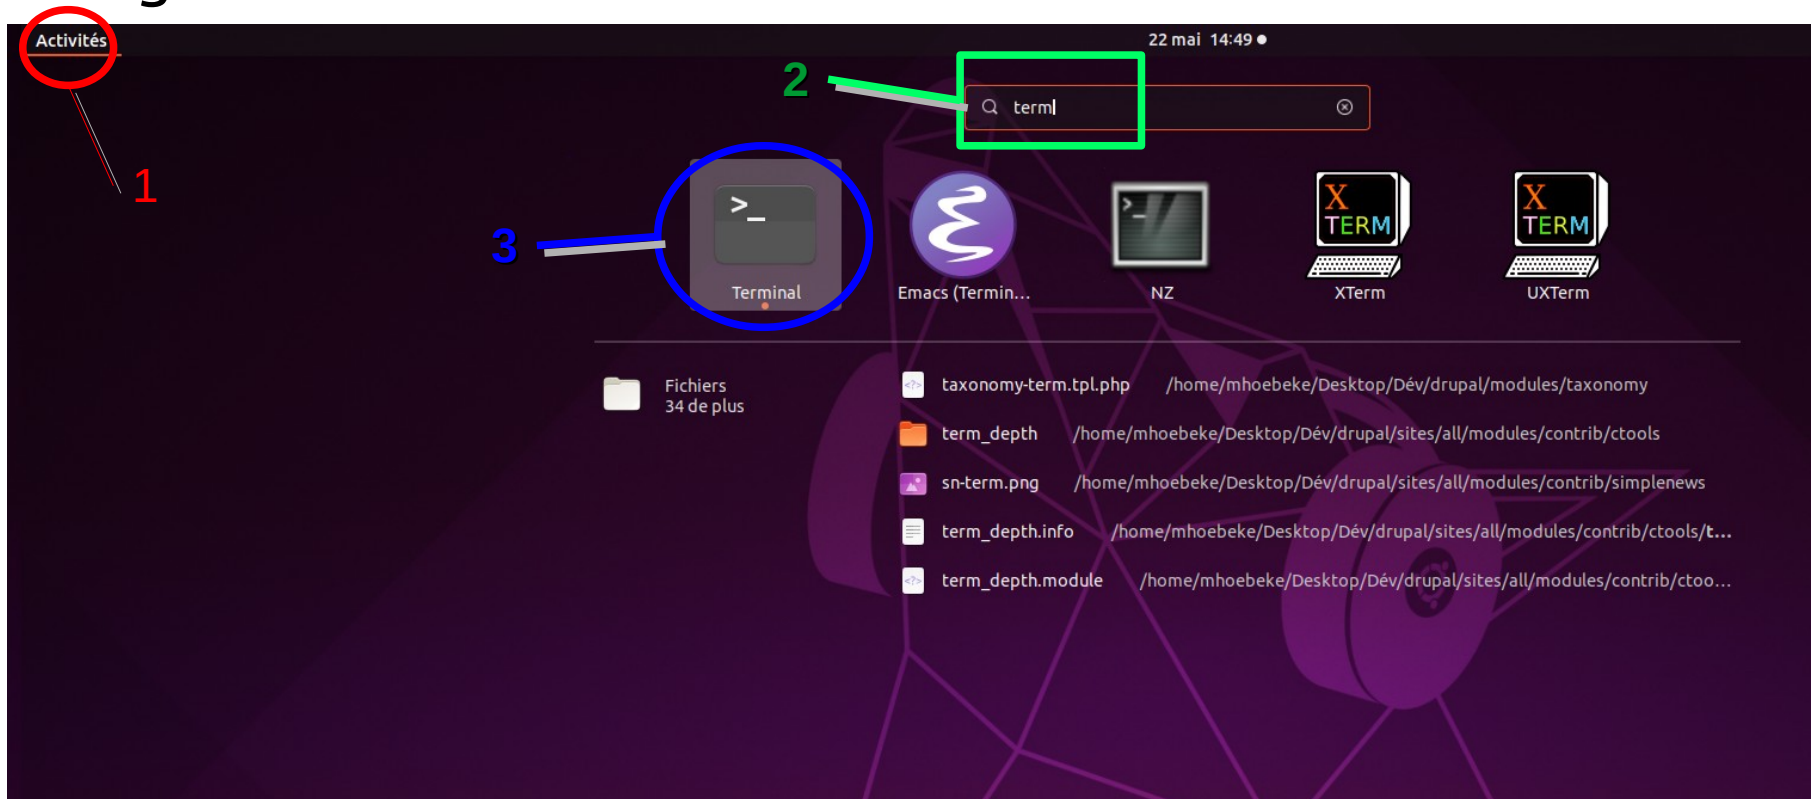 Activités
22 mai 14:49
1
2
term
3
>_
Terminal
Emacs (Termin...
>_
NZ
X
TERM
XTerm
X
TERM
UXTerm
Fichiers
34 de plus
taxonomy-term.tpl.php /home/mhoebeke/Desktop/Dév/drupal/modules/taxonomy
term_depth /home/mhoebeke/Desktop/Dév/drupal/sites/all/modules/contrib/ctools
sn-term.png /home/mhoebeke/Desktop/Dév/drupal/sites/all/modules/contrib/simplenews
term_depth.info /home/mhoebeke/Desktop/Dév/drupal/sites/all/modules/contrib/ctools/t...
term_depth.module /home/mhoebeke/Desktop/Dév/drupal/sites/all/modules/contrib/ctoo...